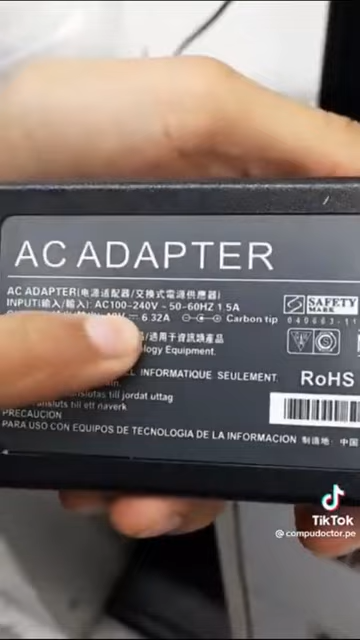 AC ADAPTER
AC ADAPTER(电源适配器/交換式電源供應器)
INPUT(输入/輸入) AC100-240V - 50-60HZ 1.5A
6.32A Carbon tip
SAFETY
MARK
/适用于資訊類產品
ology Equipment.
INFORMATIQUE SEULEMENT.
RoHS
tas till jordat uttag
till ett naverk
PRECAUCION
PARA USO CON EQUIPOS DE TECNOLOGIA DE LA INFORMACION 制造地: 中国
TikTok
@compudoctor.pe